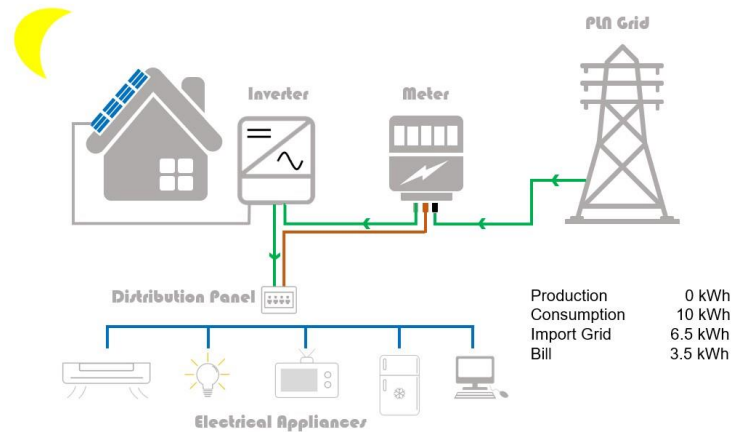 PLN Grid
Inverter
Meter
Distribution Panel
Production 0 kWh
Consumption 10 kWh
Import Grid 6.5 kWh
Bill 3.5 kWh
Electrical Appliances